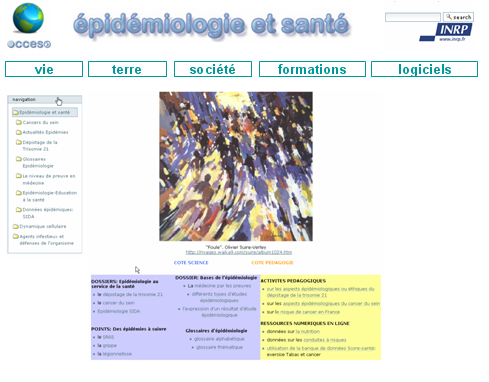 épidémiologie et santé
acces
search
INRP
www.inrp.fr
vie
terre
société
formations
logiciels
navigation
Epidémiologie et santé
Cancers du sein
Actualités Epidémies
Dépistage de la
Trisomie 21
Glossaires
Epidémiologie
Le niveau de preuve en
médecine
Epidémiologie-Education
à la santé
Données épidémiques:
SIDA
Dynamique cellulaire
Agents infectieux et
défenses de l'organisme
"Foule". Olivier Suire-Verley
COTE SCIENCE
COTE PEDAGOGIE
DOSSIERS: Epidémiologie au
service de la santé
le dépistage de la trisomie 21
le cancer du sein
Epidémiologie SIDA
POINTS: Des épidémies à suivre
le SRAS
la grippe
la légionnellose
DOSSIER: Bases de l'épidémiologie
La médecine par les preuves
différents types d'études
épidémiologiques
l'expression d'un résultat d'étude
épidémiologique
Glossaires d'épidémiologie
glossaire alphabétique
glossaire thématique
ACTIVITES PEDAGOGIQUES
sur les aspects épidémiologiques ou éthiques du
dépistage de la trisomie 21
sur les aspects épidémiologiques du cancer du sein
sur le risque de cancer en France
RESSOURCES NUMERIQUES EN LIGNE
données sur la nutrition
données sur les conduites à risques
utilisation de la banque de données Suisse-santé:
exercice Tabac et cancer